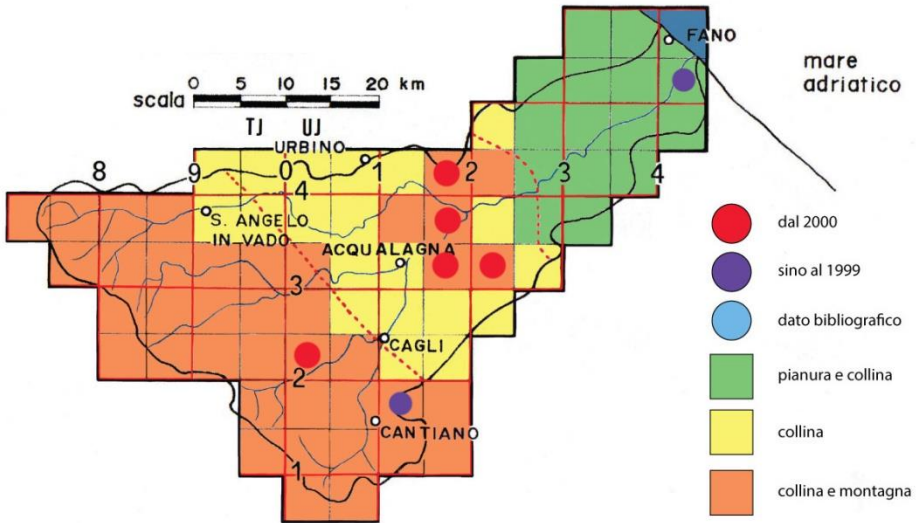 FANO
mare
adriatico
0 5 10 15 20 km
scala
TJ UJ
URBINO
8 9 0 1 2 3 4
4
S. ANGELO
IN VADO
ACQUALAGNA
3
CAGLI
2
CANTIANO
1
dal 2000
sino al 1999
dato bibliografico
pianura e collina
collina
collina e montagna